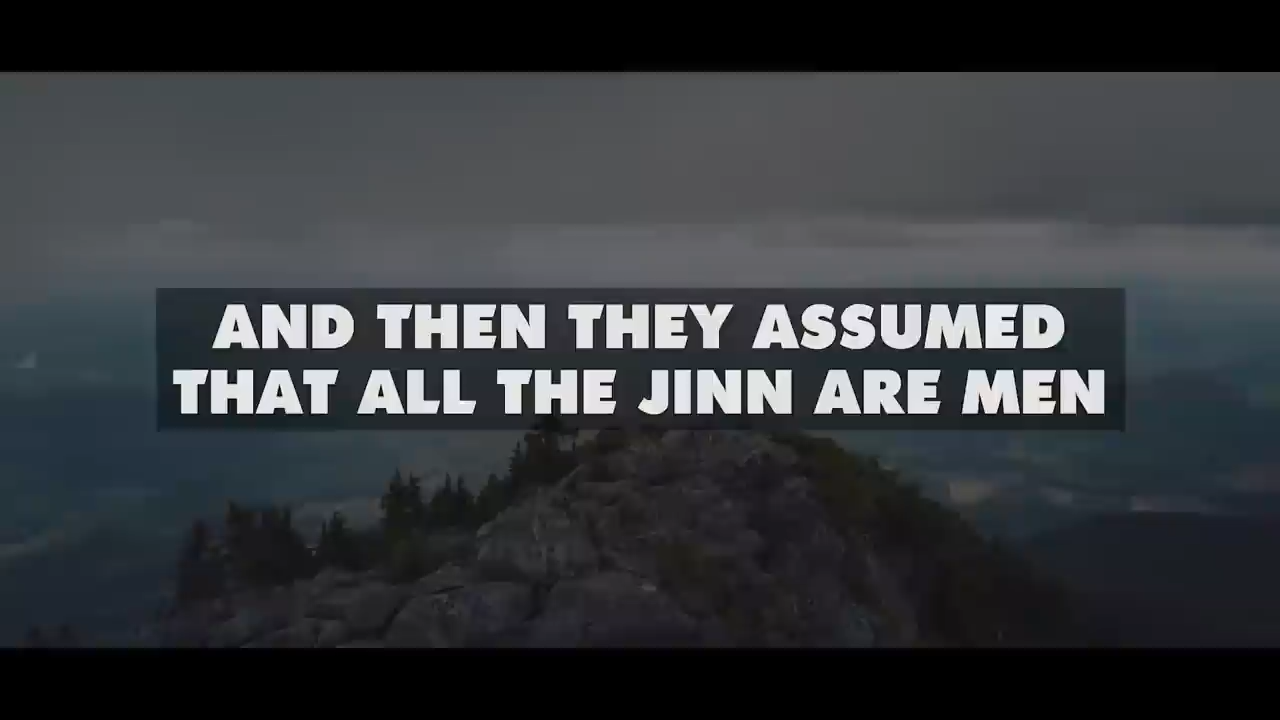 AND THEN THEY ASSUMED
THAT ALL THE JINN ARE MEN